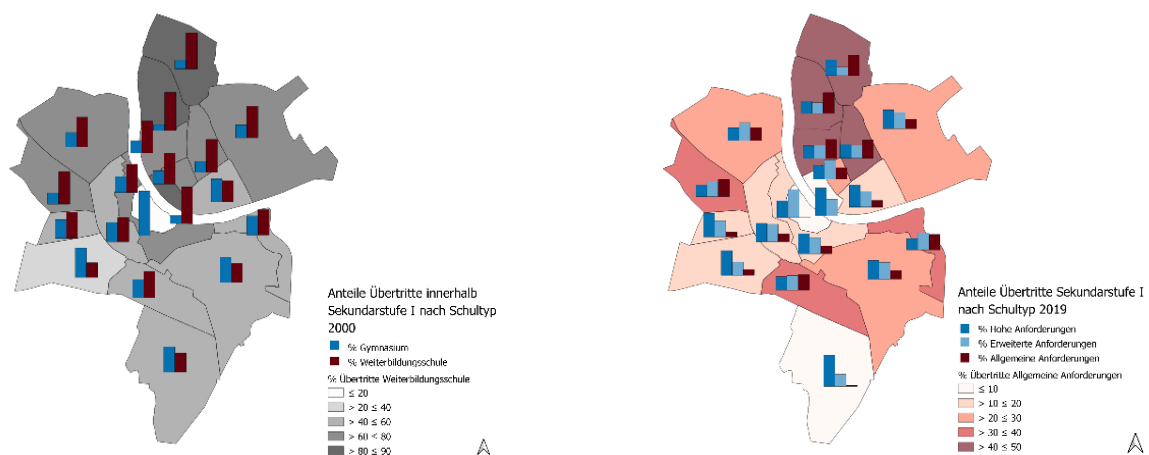 Anteile Übertritte innerhalb
Sekundarstufe I nach Schultyp
2000
% Gymnasium
% Weiterbildungsschule
% Übertritte Weiterbildungsschule
≤ 20
> 20 ≤ 40
> 40 ≤ 60
> 60 ≤ 80
> 80 ≤ 90
Anteile Übertritte Sekundarstufe I
nach Schultyp 2019
% Hohe Anforderungen
% Erweiterte Anforderungen
% Allgemeine Anforderungen
% Übertritte Allgemeine Anforderungen
≤ 10
> 10 ≤ 20
> 20 ≤ 30
> 30 ≤ 40
> 40 ≤ 50